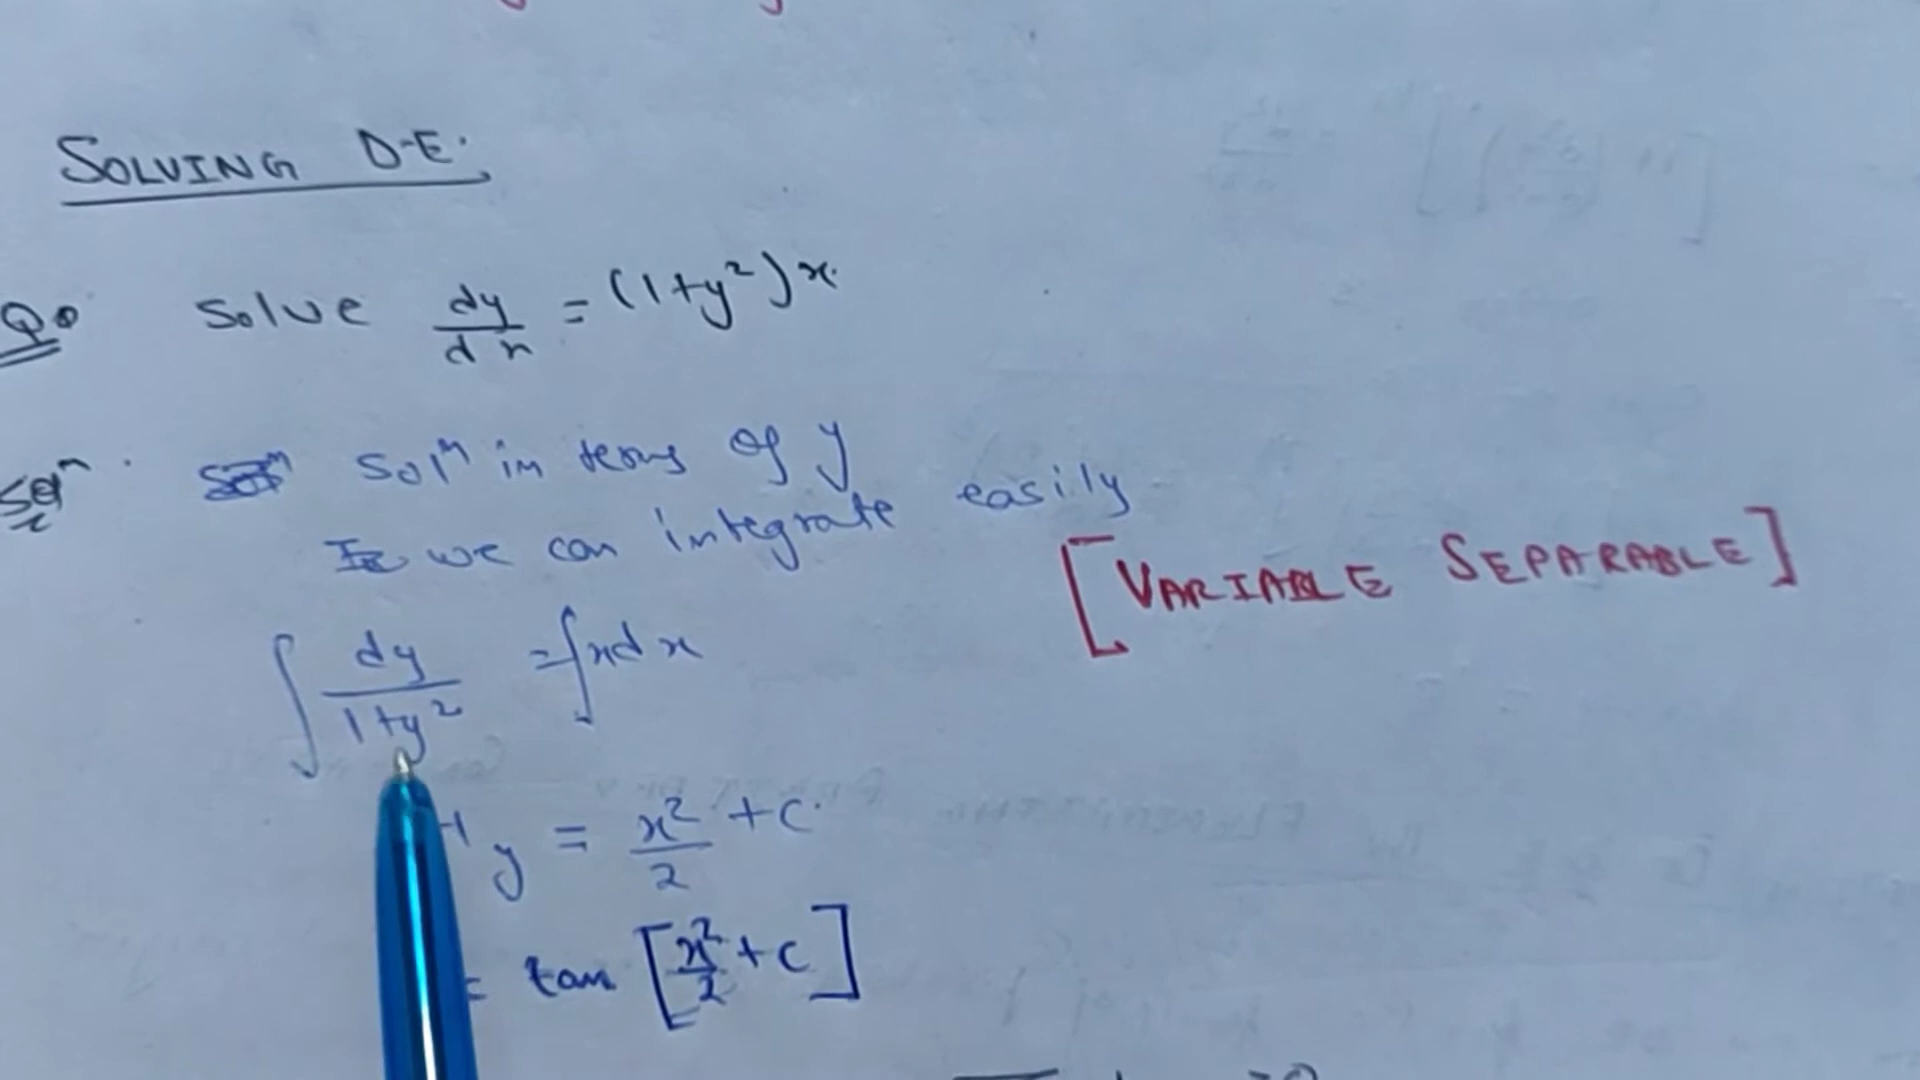 SOLVING D.E.
Q. Solve dy/dx = (1+y²)x.
Solⁿ. Solⁿ in terms of y
we can integrate easily
[VARIABLE SEPARABLE]
∫ dy/(1+y²) = ∫ x dx
⁻¹ y = x²/2 + c.
= tan [x²/2 + c]